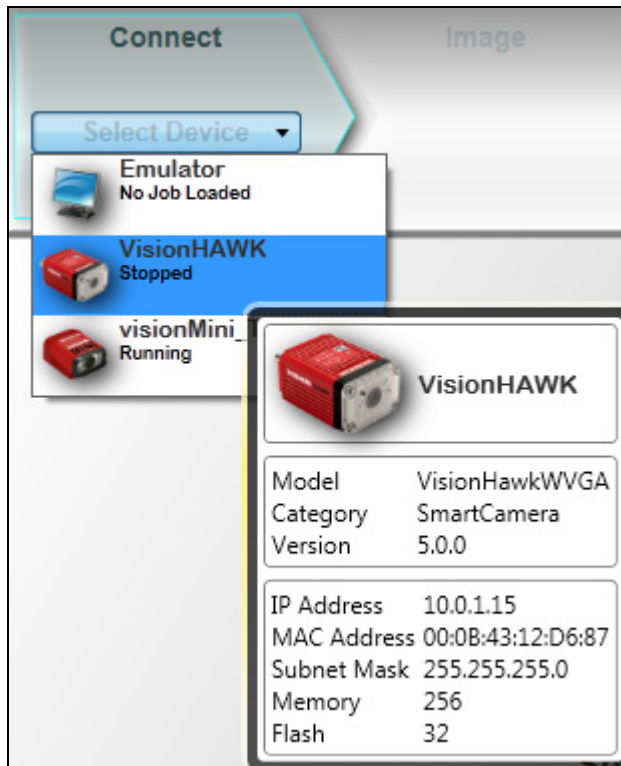 Connect
Image
Select Device
Emulator
No Job Loaded
VisionHAWK
Stopped
visionMini_
Running
VisionHAWK
Model VisionHawkWVGA
Category SmartCamera
Version 5.0.0
IP Address 10.0.1.15
MAC Address 00:0B:43:12:D6:87
Subnet Mask 255.255.255.0
Memory 256
Flash 32